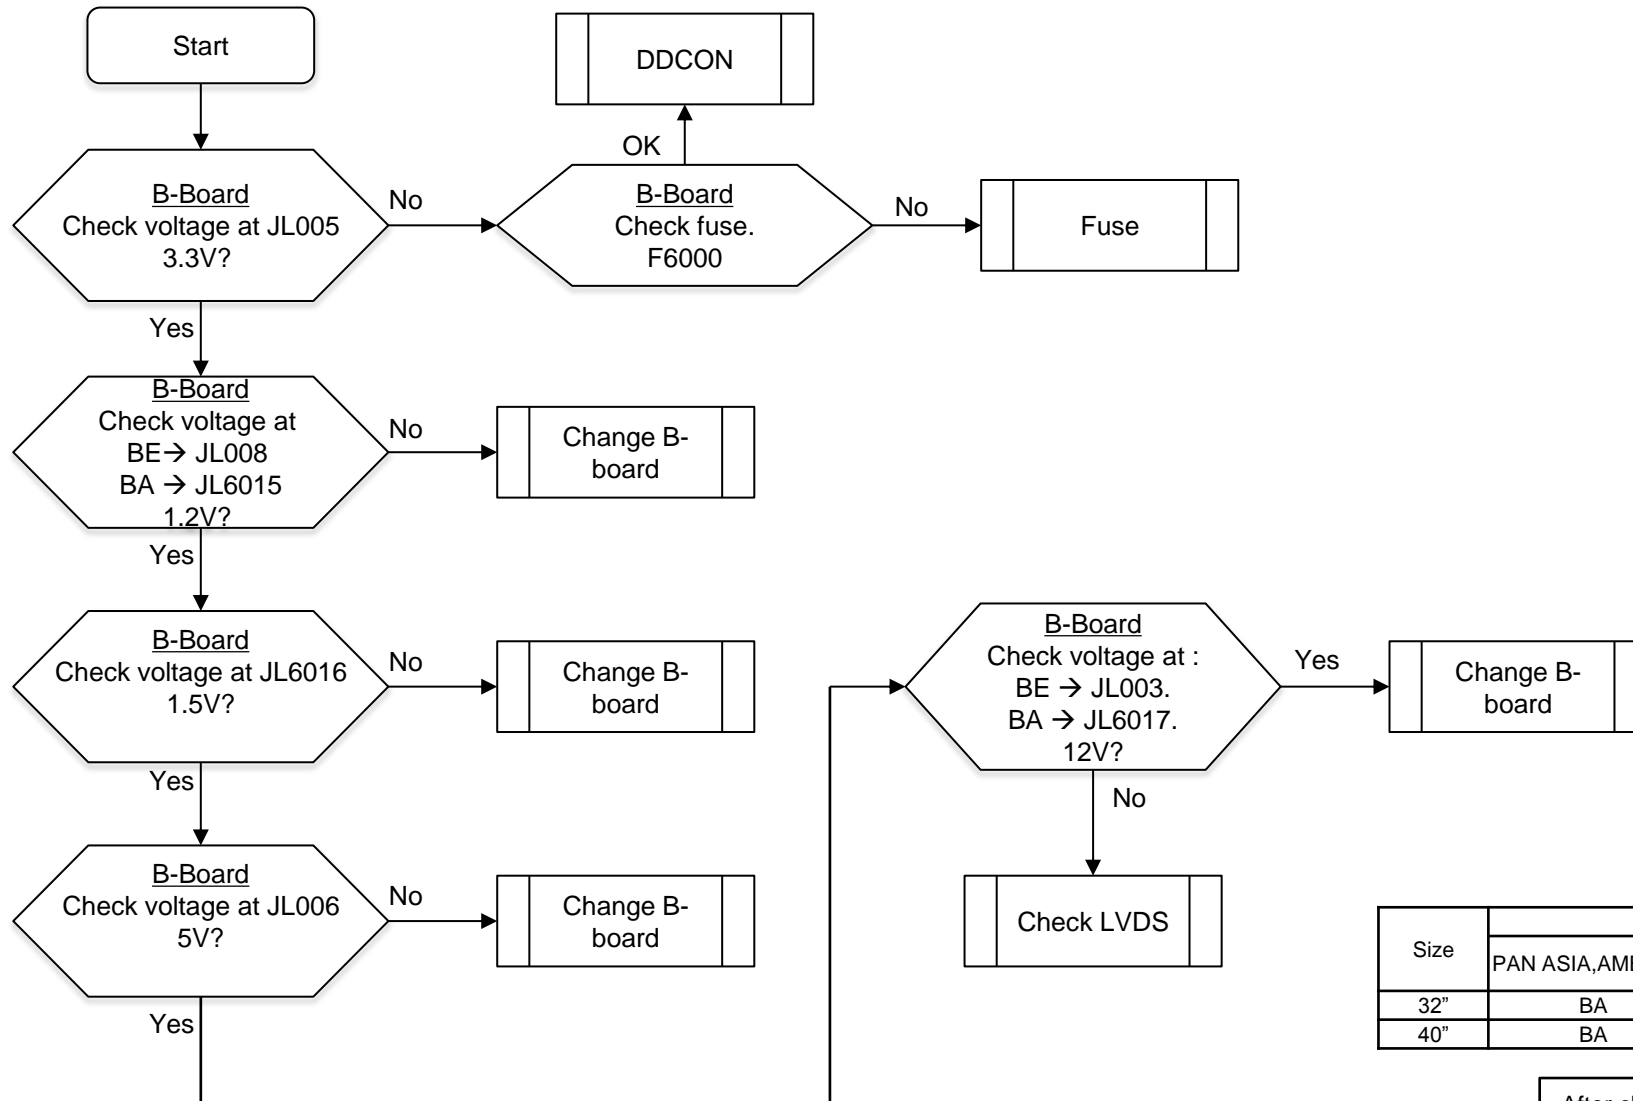 Start
DDCON
OK
B-Board
Check voltage at JL005
3.3V?
No
B-Board
Check fuse.
F6000
No
Fuse
Yes
B-Board
Check voltage at
BE→ JL008
BA → JL6015
1.2V?
No
Change B-
board
Yes
B-Board
Check voltage at JL6016
1.5V?
No
Change B-
board
B-Board
Check voltage at :
BE → JL003.
BA → JL6017.
12V?
Yes
Change B-
board
Yes
No
B-Board
Check voltage at JL006
5V?
No
Change B-
board
Check LVDS
Yes
Size
PAN ASIA,
32” BA
40” BA
After